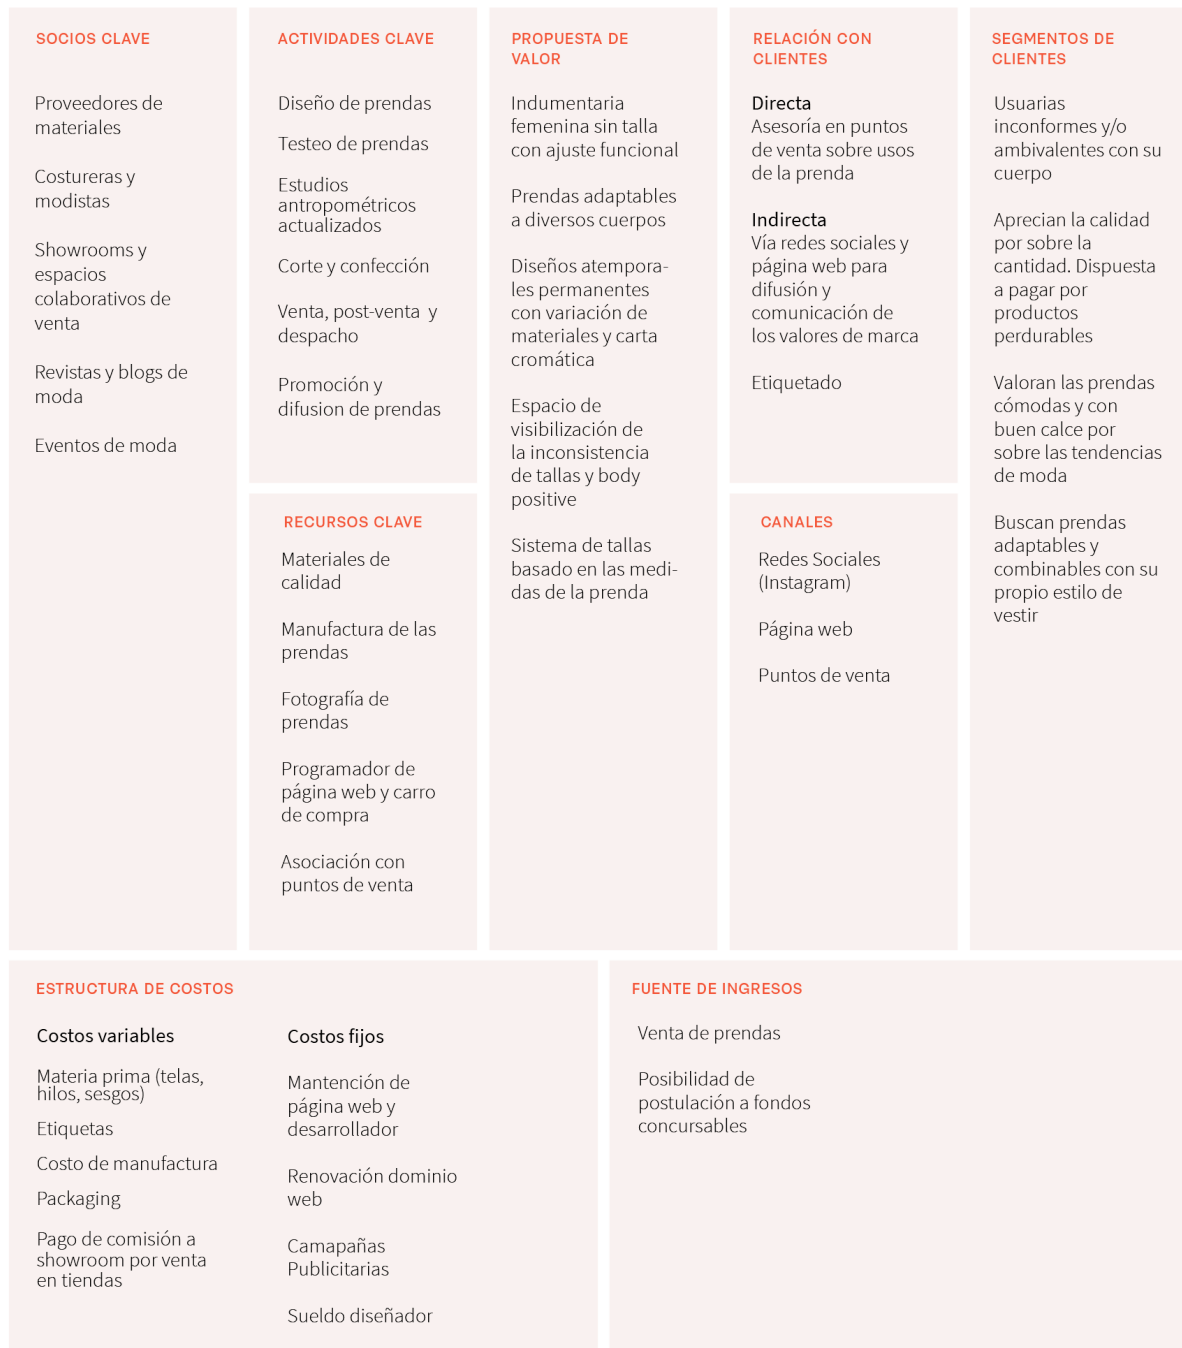 SOCIOS CLAVE
Proveedores de
materiales
Costureras y
modistas
Showrooms y
espacios
colaborativos de
venta
Revistas y blogs de
moda
Eventos de moda
ACTIVIDADES CLAVE
Diseño de prendas
Testeo de prendas
Estudios
antropométricos
actualizados
Corte y confección
Venta, post-venta y
despacho
Promoción y
difusion de prendas
RECURSOS CLAVE
Materiales de
calidad
Manufactura de las
prendas
Fotografía de
prendas
Programador de
página web y carro
de compra
Asociación con
puntos de venta
PROPUESTA DE
VALOR
Indumentaria
femenina sin talla
con ajuste funcional
Prendas adaptables
a diversos cuerpos
Diseños atempora-
les permanentes
con variación de
materiales y carta
cromática
Espacio de
visibilización de
la inconsistencia
de tallas y body
positive
Sistema de tallas
basado en las medi-
das de la prenda
RELACIÓN CON
CLIENTES
Directa
Asesoría en puntos
de venta sobre usos
de la prenda
Indirecta
Vía redes sociales y
página web para
difusión y
comunicación de
los valores de marca
Etiquetado
CANALES
Redes Sociales
(Instagram)
Página web
Puntos de venta
SEGMENTOS DE
CLIENTES
Usuarias
inconformes y/o
ambivalentes con su
cuerpo
Aprecian la calidad
por sobre la
cantidad. Dispuesta
a pagar por
productos
perdurables
Valoran las prendas
cómodas y con
buen calce por
sobre las tendencias
de moda
Buscan prendas
adaptables y
combinables con su
propio estilo de
vestir
ESTRUCTURA DE COSTOS
Costos variables
Materia prima (telas,
hilos, sesgos)
Etiquetas
Costo de manufactura
Packaging
Pago de comisión a
showroom por venta
en tiendas
Costos fijos
Mantención de
página web y
desarrollador
Renovación dominio
web
Camapañas
Publicitarias
Sueldo diseñador
FUENTE DE INGRESOS
Venta de prendas
Posibilidad de
postulación a fondos
concursables